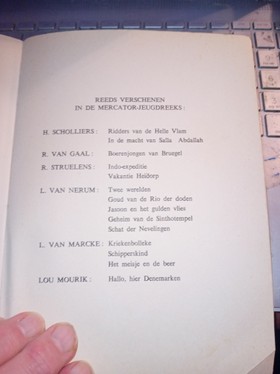 REEDS VERSCHENEN
IN DE MERCATOR-JEUGDREEKS :
H. SCHOLLIERS : Ridders van de Helle Vlam
In de macht van Salla Abdallah
R. VAN GAAL : Boerenjongen van Bruegel
R. STRUELENS : Indo-expeditie
Vakantie Heidorp
L. VAN NERUM : Twee werelden
Goud van de Rio der doden
Jasson en het gulden vlies
Geheim van de Sinthotempel
Schat der Nevelingen
L. VAN MARCKE : Kriekenbolleke
Schipperskind
Het meisje en de beer
LOU MOURIK : Hallo, hier Denemarken